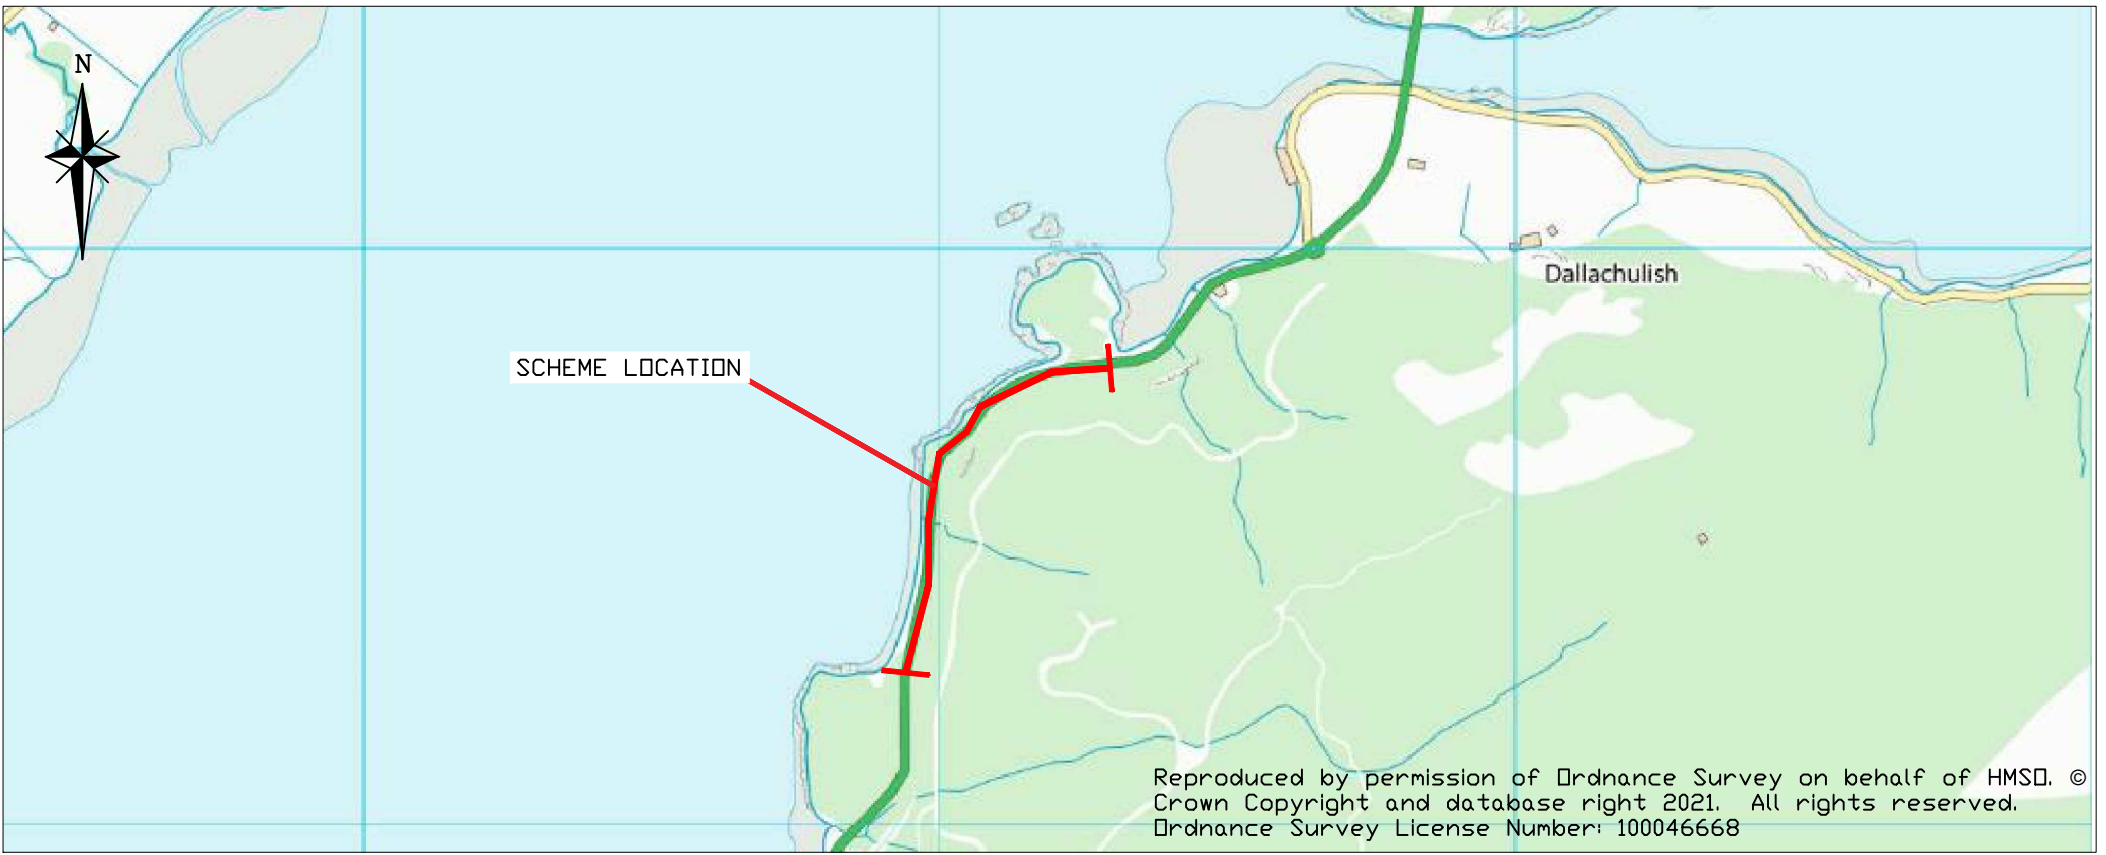 N
SCHEME LOCATION
Dallachulish
Reproduced by permission of Ordnance Survey on behalf of HMSO. ©
Crown Copyright and database right 2021. All rights reserved.
Ordnance Survey License Number: 100046668